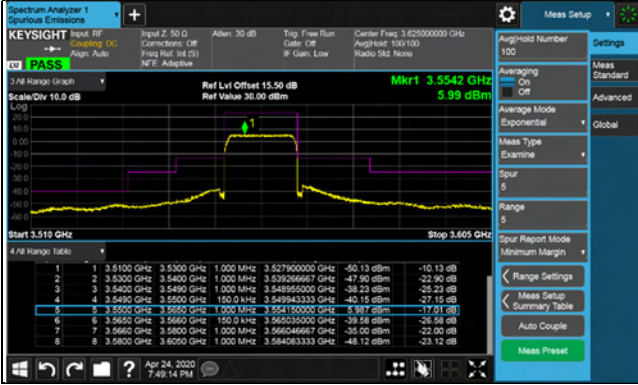 Spectrum Analyzer 1
Spurious Emissions
Meas Setup
KEYSIGHT Input: RF
Coupling: DC
Align: Auto
Input Z: 50 Ω
Corrections: Off
Freq Ref: Int (S)
NFE: Adaptive
Atten: 30 dB
Trig: Free Run
Gate: Off
IF Gain: Low
Center Freq: 3.625000000 GHz
Avg|Hold: 100/100
Radio Std: None
PASS
3 All Range Graph
Scale/Div 10.0 dB
Ref Lvl Offset 15.50 dB
Ref Value 30.00 dBm
Mkr1 3.5542 GHz
5.99 dBm
Log
20.0
10.0
0.00
-10.0
-20.0
-30.0
-40.0
-50.0
-60.0
1
Start 3.510 GHz
Stop 3.605 GHz
4 All Range Table
1 1 3.5100 GHz 3.5300 GHz 1.000 MHz 3.527900000 GHz -50.13 dBm -10.13 dB
2 2 3.5300 GHz 3.5400 GHz 1.000 MHz 3.539266667 GHz -47.90 dBm -22.90 dB
3 3 3.5400 GHz 3.5490 GHz 1.000 MHz 3.548955000 GHz -38.23 dBm -25.23 dB
4 4 3.5490 GHz 3.5500 GHz 150.0 kHz 3.549943333 GHz -40.15 dBm -27.15 dB
5 5 3.5500 GHz 3.5650 GHz 1.000 MHz 3.554150000 GHz 5.987 dBm -17.01 dB
6 6 3.5650 GHz 3.5660 GHz 150.0 kHz 3.565035000 GHz -39.58 dBm -26.58 dB
7 7 3.5660 GHz 3.5800 GHz 1.000 MHz 3.566046667 GHz -35.00 dBm -22.00 dB
8 8 3.5800 GHz 3.6050 GHz 1.000 MHz 3.584083333 GHz -48.12 dBm -23.12 dB
Apr 24, 2020
7:49:14 PM
Avg|Hold Number
100
Averaging
On
Off
Average Mode
Exponential
Meas Type
Examine
Spur
5
Range
5
Spur Report Mode
Minimum Margin
Range Settings
Meas Setup
Summary Table
Auto Couple
Meas Preset
Settings
Meas
Standard
Advanced
Global